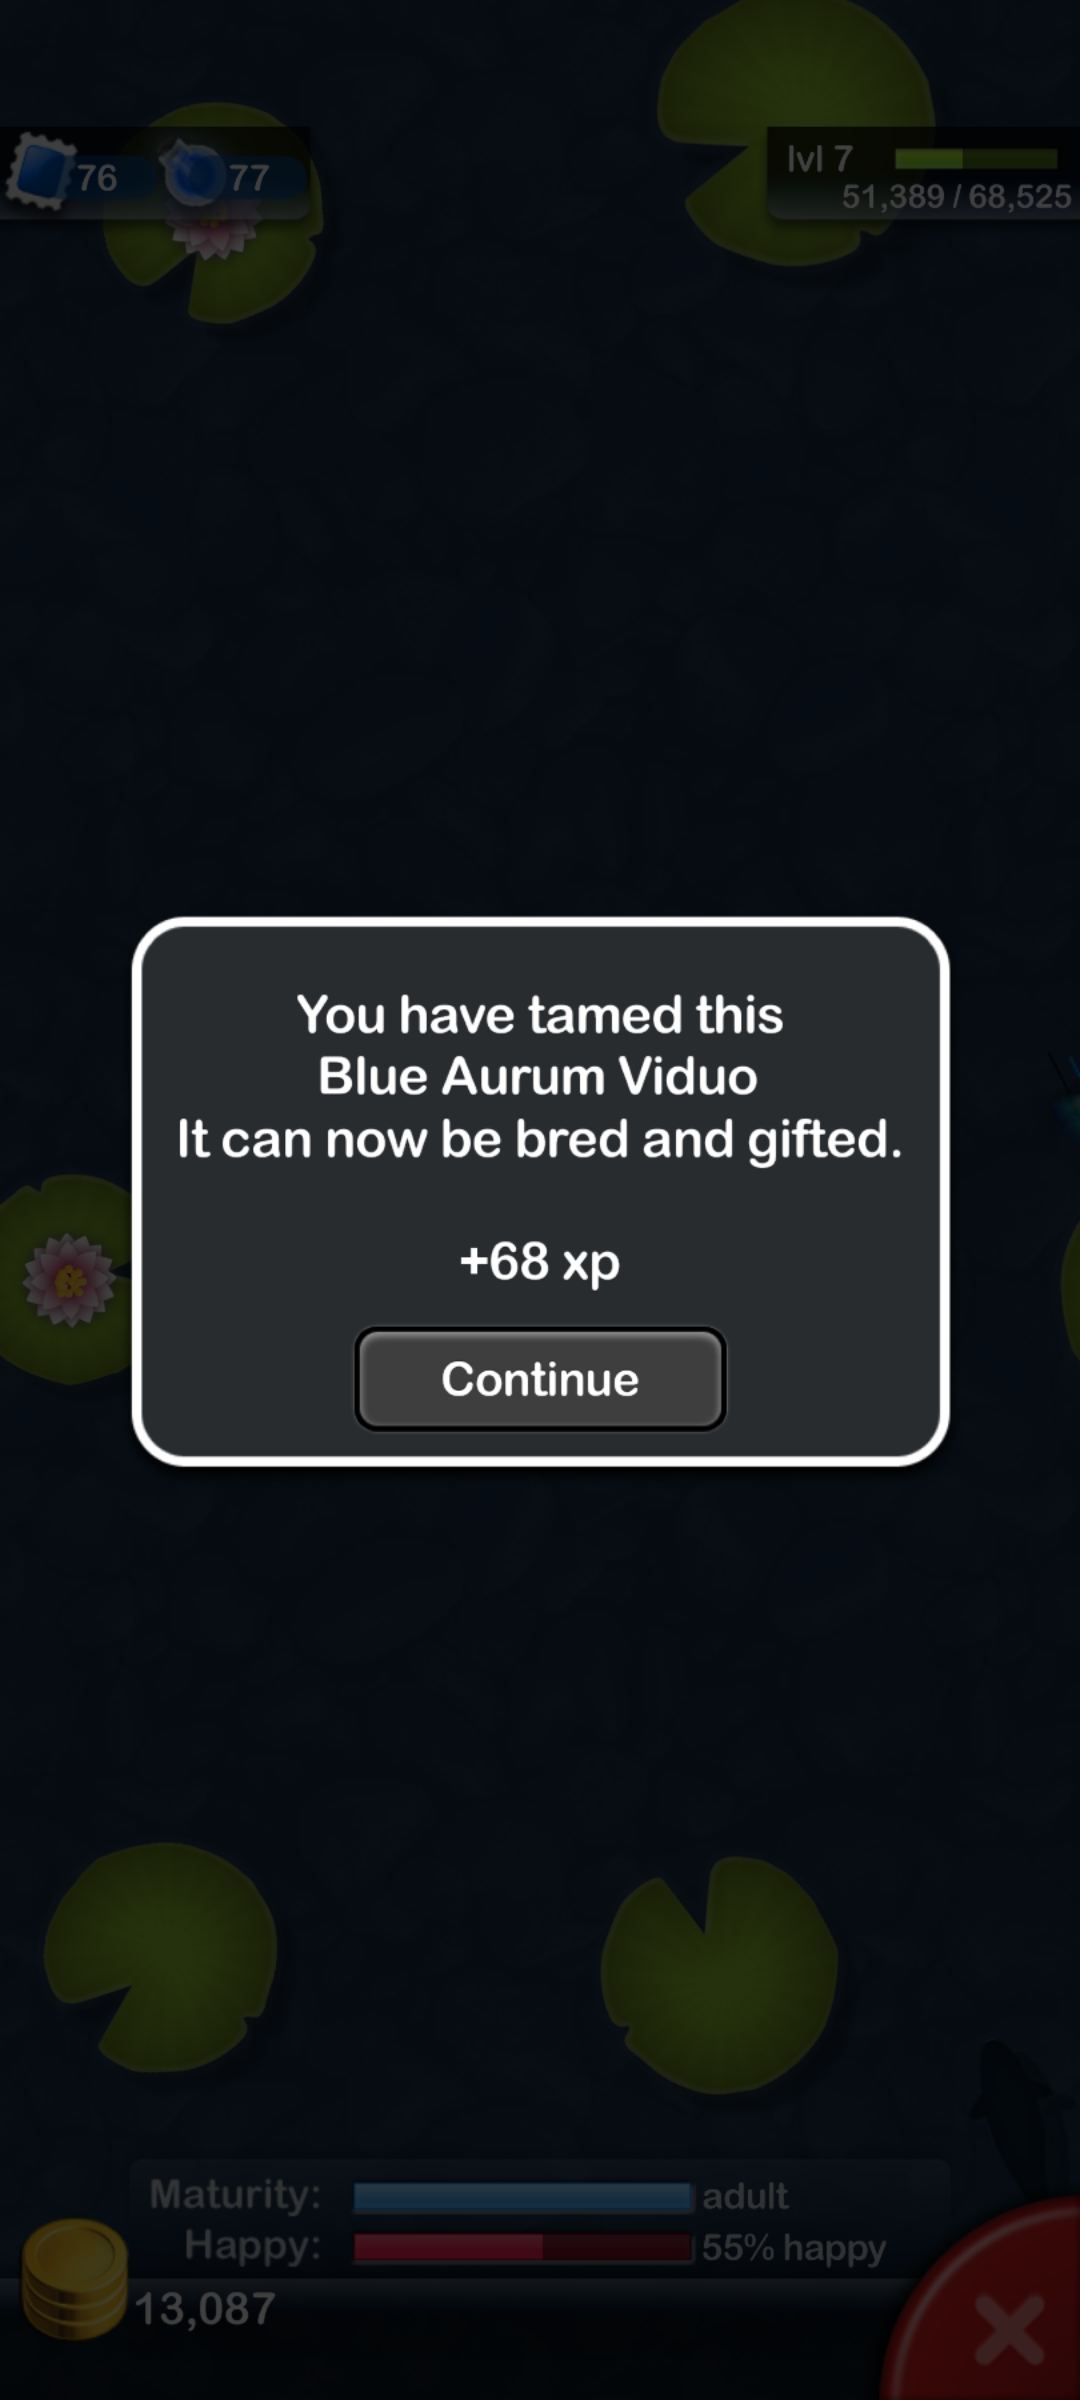 76 77
lvl 7
51,389 / 68,525
You have tamed this
Blue Aurum Viduo
It can now be bred and gifted.
+68 xp
Continue
Maturity: adult
Happy: 55% happy
13,087